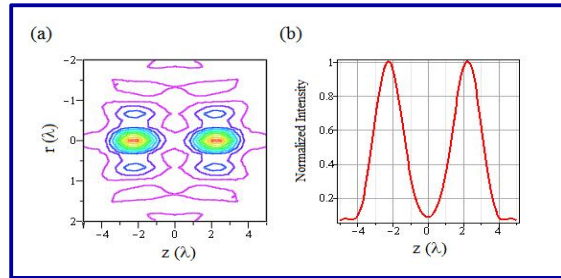 (a)
-2
-1
0
1
2
r (λ)
-4 -2 0 2 4
z (λ)
(b)
1
0.8
0.6
0.4
0.2
Normalized Intensity
-4 -2 0 2 4
z (λ)